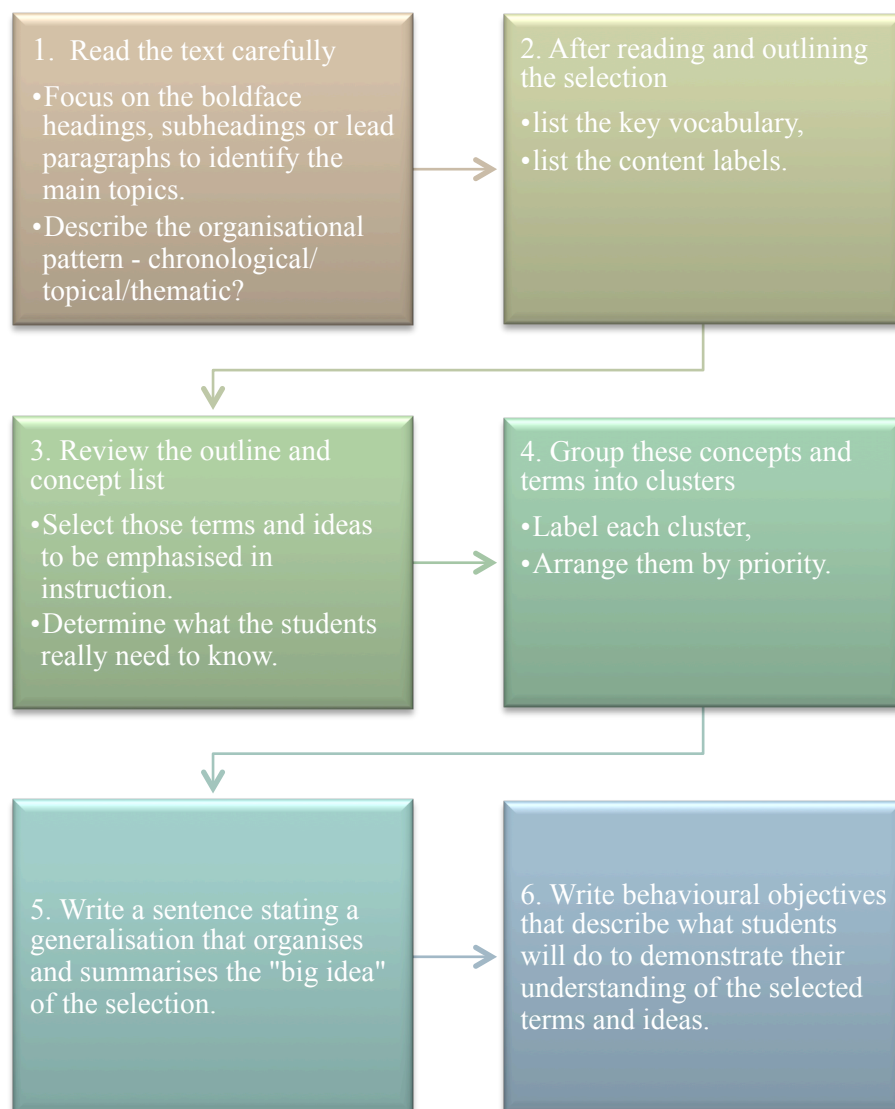 1. Read the text carefully
•Focus on the boldface
headings, subheadings or lead
paragraphs to identify the
main topics.
•Describe the organisational
pattern - chronological/
topical/thematic?
2. After reading and outlining
the selection
•list the key vocabulary,
•list the content labels.
3. Review the outline and
concept list
•Select those terms and ideas
to be emphasised in
instruction.
•Determine what the students
really need to know.
4. Group these concepts and
terms into clusters
•Label each cluster,
•Arrange them by priority.
5. Write a sentence stating a
generalisation that organises
and summarises the "big idea"
of the selection.
6. Write behavioural objectives
that describe what students
will do to demonstrate their
understanding of the selected
terms and ideas.